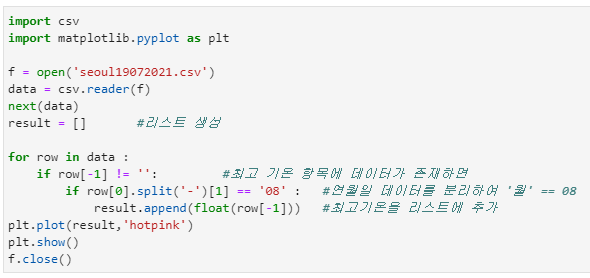 import csv
import matplotlib.pyplot as plt

f = open('seoul19072021.csv')
data = csv.reader(f)
next(data)
result = []       #리스트 생성

for row in data :
    if row[-1] != '':         #최고 기온 항목에 데이터가 존재하면
        if row[0].split('-')[1] == '08' :   #연월일 데이터를 분리하여 '월' == 08
            result.append(float(row[-1]))   #최고기온을 리스트에 추가
plt.plot(result,'hotpink')
plt.show()
f.close()